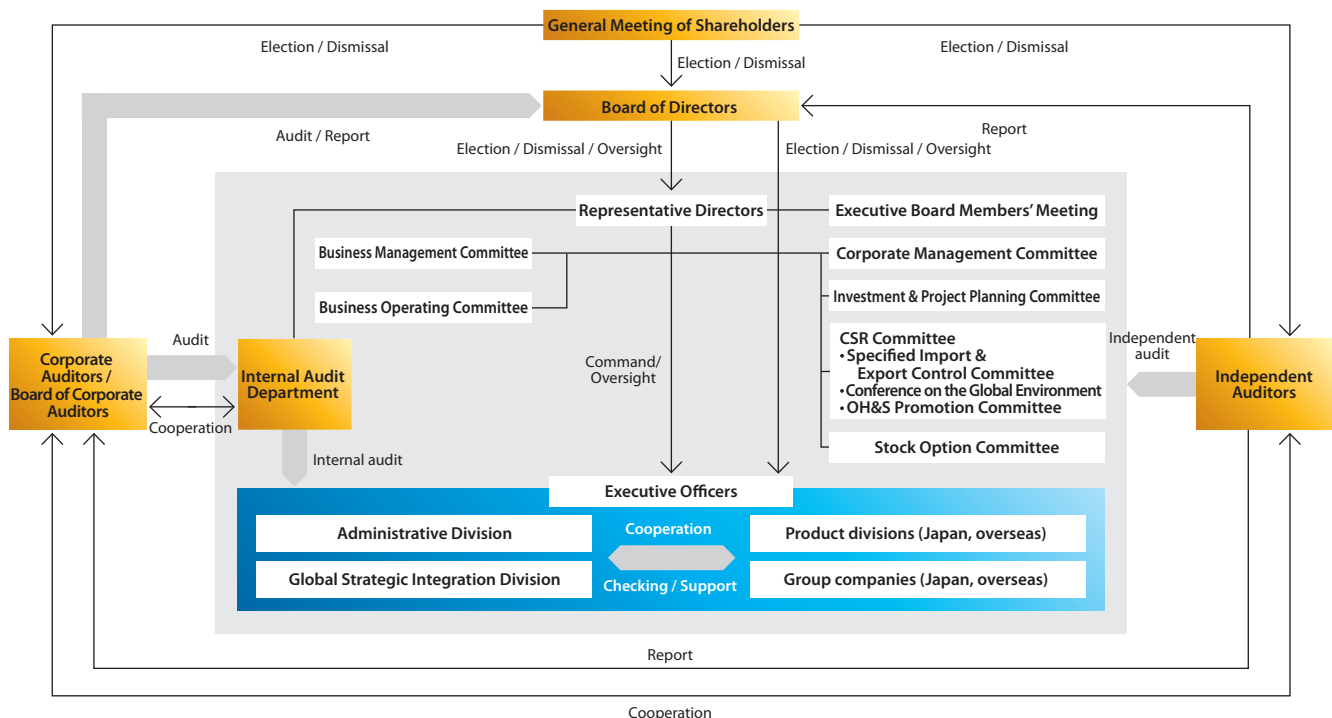 General Meeting of Shareholders
Election / Dismissal
Election / Dismissal
Election / Dismissal
Board of Directors
Audit / Report
Report
Election / Dismissal / Oversight
Election / Dismissal / Oversight
Representative Directors
Executive Board Members’ Meeting
Business Management Committee
Corporate Management Committee
Business Operating Committee
Investment & Project Planning Committee
CSR Committee
• Specified Import &
Export Control Committee
• Conference on the Global Environment
• OH&S Promotion Committee
Stock Option Committee
Audit
Corporate
Auditors /
Board of Corporate
Auditors
Internal Audit
Department
Cooperation
Command/
Oversight
Independent
audit
Independent
Auditors
Internal audit
Executive Officers
Administrative Division
Cooperation
Product divisions (Japan, overseas)
Global Strategic Integration Division
Checking / Support
Group companies (Japan, overseas)
Report
Cooperation